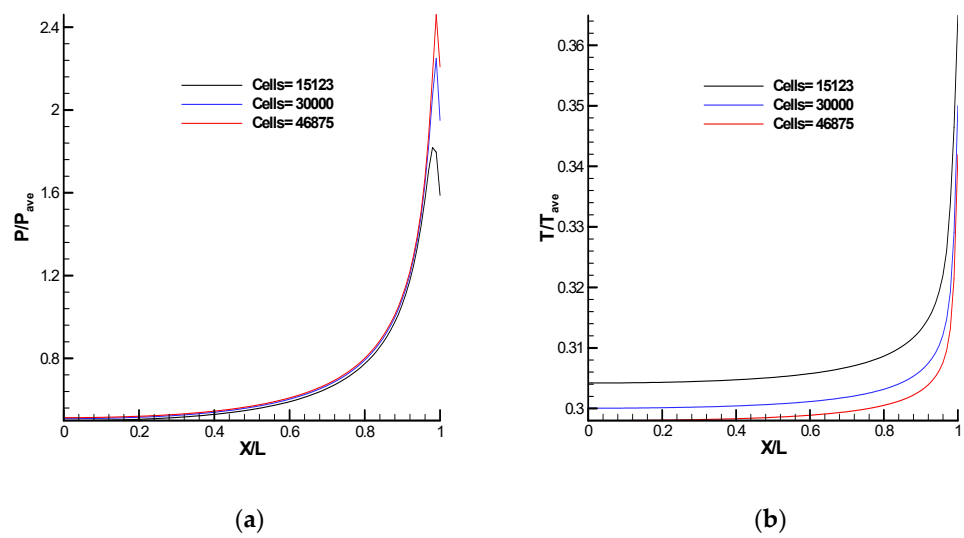 2.4
2
1.6
1.2
0.8
P/Pave
Cells= 15123
Cells= 30000
Cells= 46875
0 0.2 0.4 0.6 0.8 1
X/L
(a)
0.36
0.35
0.34
0.33
0.32
0.31
0.3
T/Tave
Cells= 15123
Cells= 30000
Cells= 46875
0 0.2 0.4 0.6 0.8 1
X/L
(b)